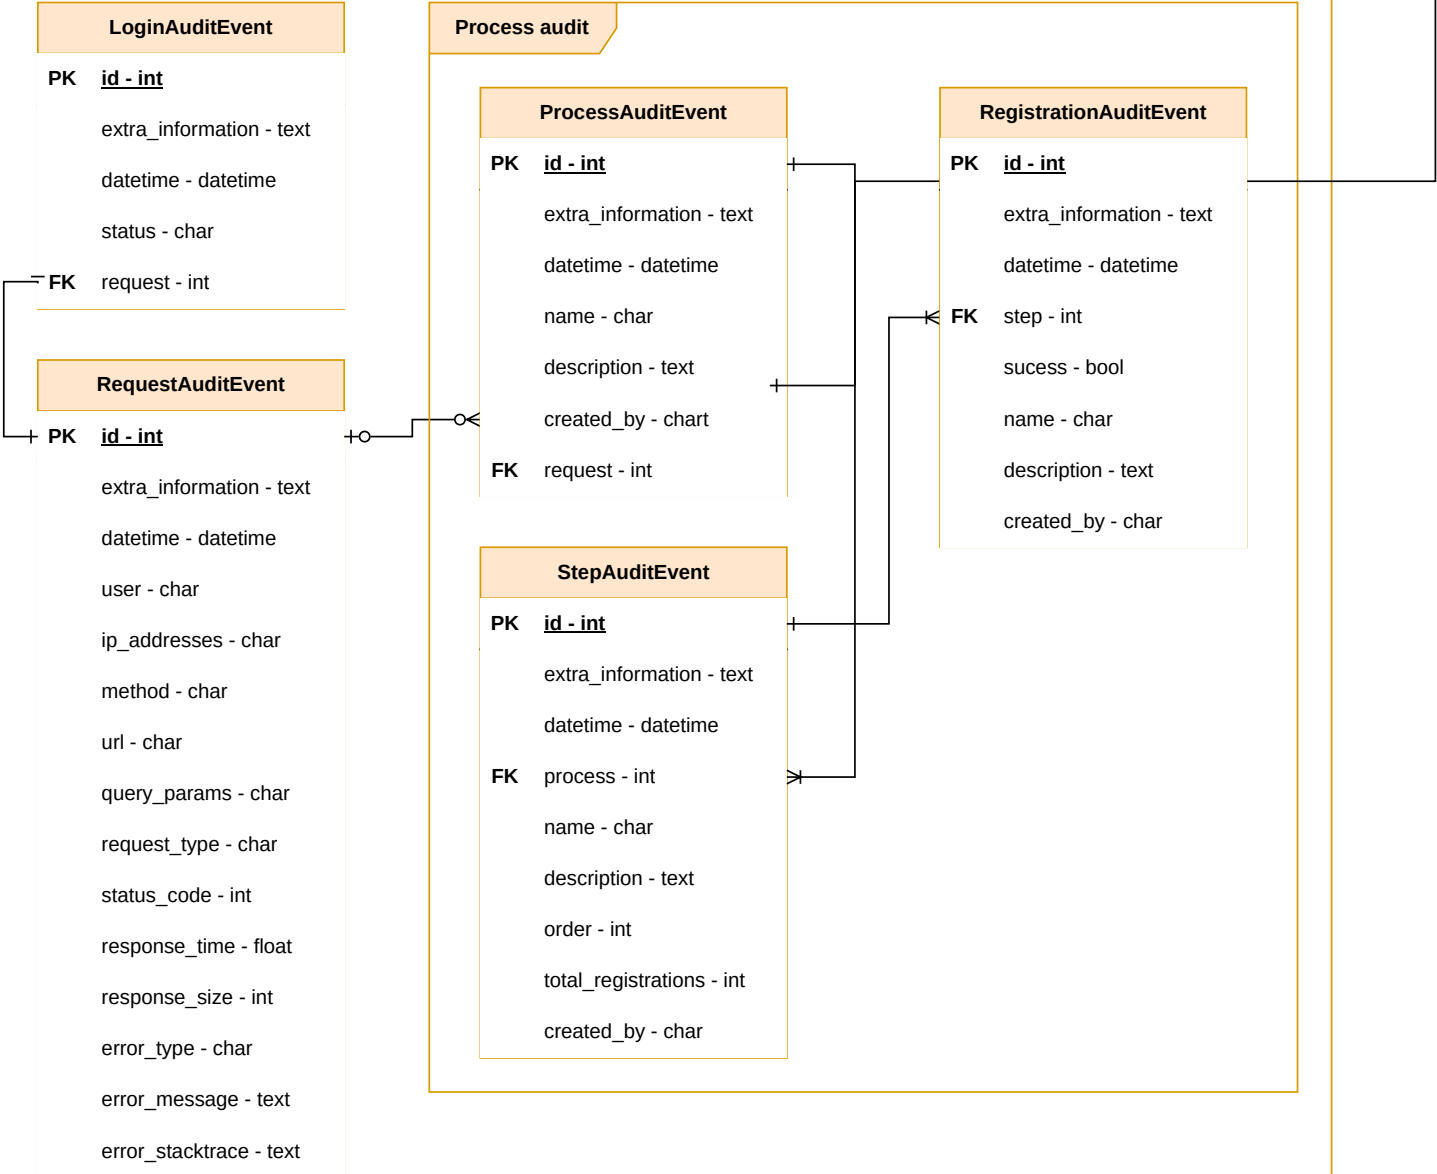 LoginAuditEvent
PK id - int
extra_information - text
datetime - datetime
status - char
FK request - int
RequestAuditEvent
PK id - int
extra_information - text
datetime - datetime
user - char
ip_addresses - char
method - char
url - char
query_params - char
request_type - char
status_code - int
response_time - float
response_size - int
error_type - char
error_message - text
error_stacktrace - text
Process audit
ProcessAuditEvent
PK id - int
extra_information - text
datetime - datetime
name - char
description - text
created_by - chart
FK request - int
StepAuditEvent
PK id - int
extra_information - text
datetime - datetime
FK process - int
name - char
description - text
order - int
total_registrations - int
created_by - char
RegistrationAuditEvent
PK id - int
extra_information - text
datetime - datetime
FK step - int
sucess - bool
name - char
description - text
created_by - char